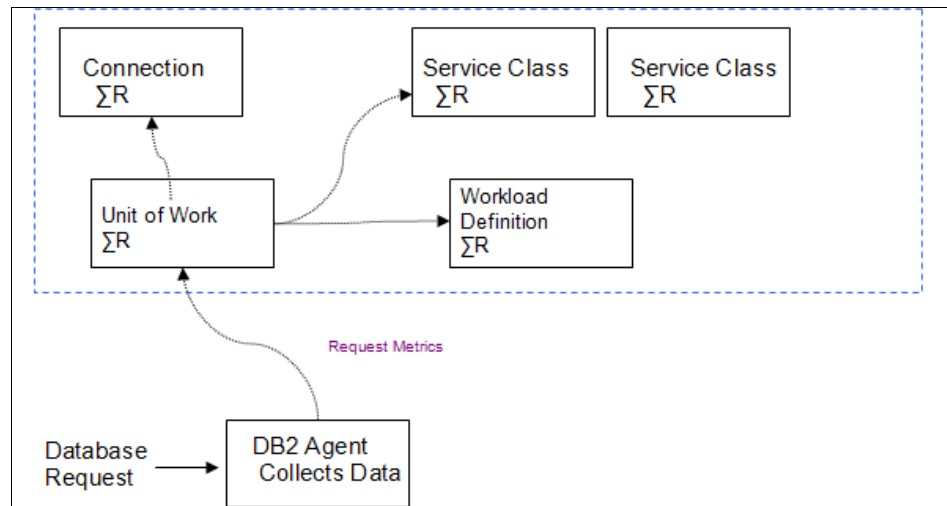 Connection
∑R
Service Class
∑R
Service Class
∑R
Unit of Work
∑R
Workload
Definition
∑R
Request Metrics
Database
Request
DB2 Agent
Collects Data